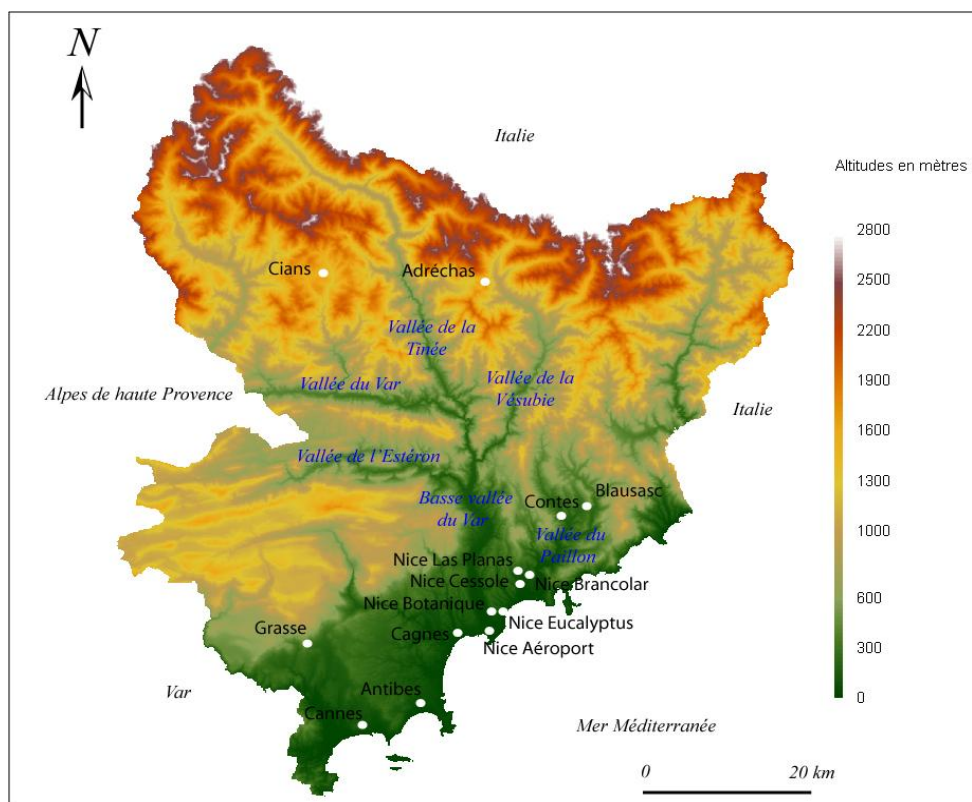 N
Italie
Altitudes en mètres
2800
2500
2200
1900
1600
1300
1000
600
300
0
Cians
Adréchas
Vallée de la
Tinée
Vallée du Var
Vallée de la
Vésubie
Alpes de haute Provence
Italie
Vallée de l'Estéron
Basse vallée
du Var
Contes
Blausasc
Vallée du
Paillon
Nice Las Planas
Nice Cessole
Nice Brancolar
Nice Botanique
Nice Eucalyptus
Grasse
Cagnes
Nice Aéroport
Var
Antibes
Cannes
Mer Méditerranée
0
20 km